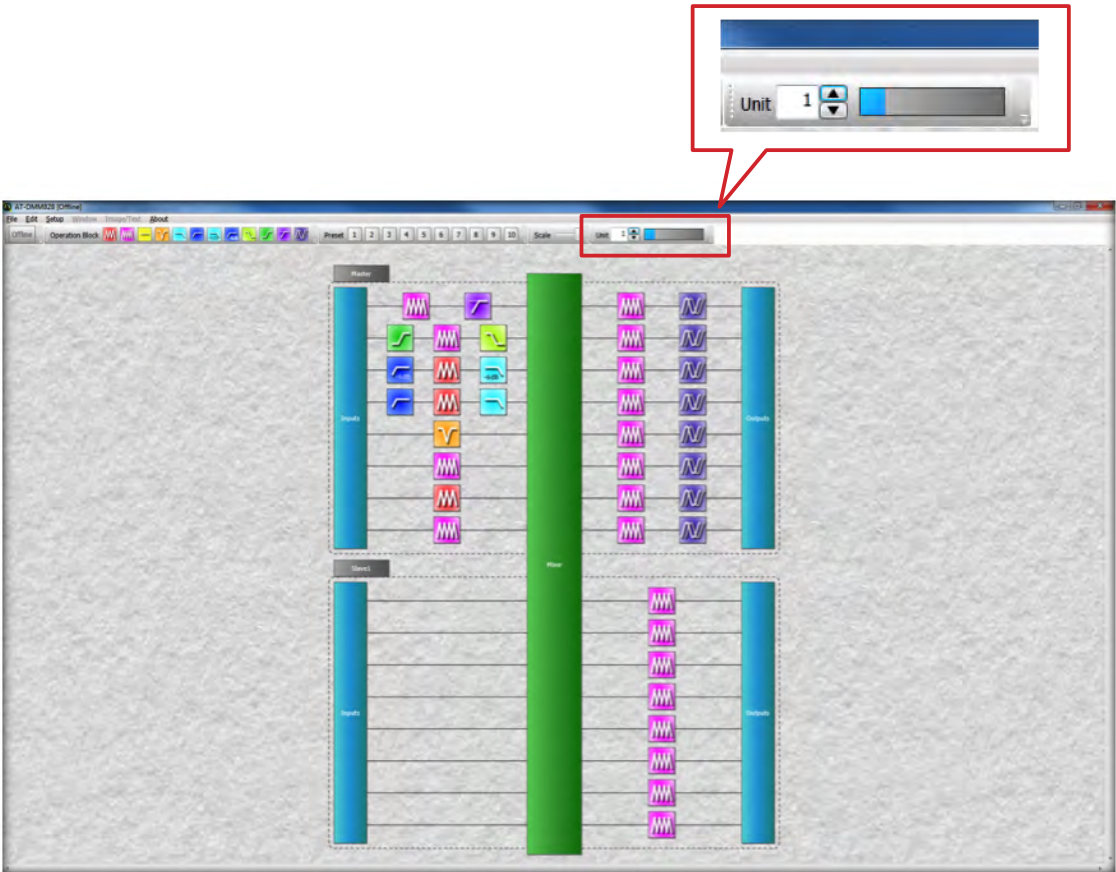 Unit 1
AT-DMM828 [Offline]
File Edit Setup Window Image/Text About
Offline Operation Block Preset 1 2 3 4 5 6 7 8 9 10 Scale Unit 1
Master
Inputs
Outputs
Mixer
Slave1
Inputs
Outputs